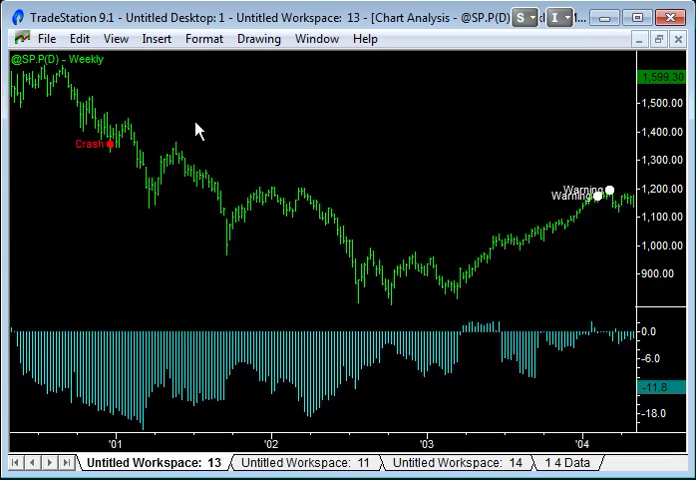 TradeStation 9.1 - Untitled Desktop: 1 - Untitled Workspace: 13 - [Chart Analysis - @SP.P(D)
S
I
File Edit View Insert Format Drawing Window Help
@SP.P(D) - Weekly
1,599.30
1,500.00
1,400.00
Crash
1,300.00
Warning
1,200.00
Warning
1,100.00
1,000.00
900.00
0.0
-6.0
-11.8
-18.0
'01 '02 '03 '04
Untitled Workspace: 13 Untitled Workspace: 11 Untitled Workspace: 14 1 4 Data